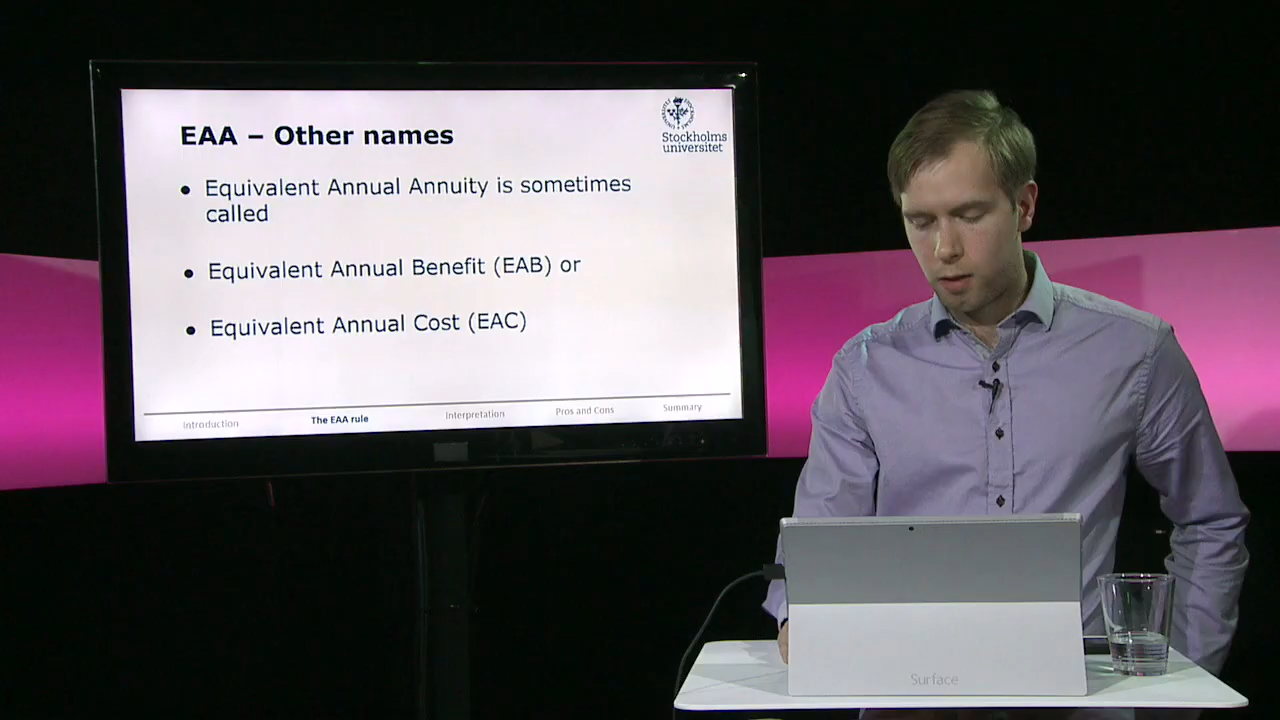 EAA – Other names
Stockholms
universitet
● Equivalent Annual Annuity is sometimes
called
● Equivalent Annual Benefit (EAB) or
● Equivalent Annual Cost (EAC)
Introduction The EAA rule Interpretation Pros and Cons Summary
Surface